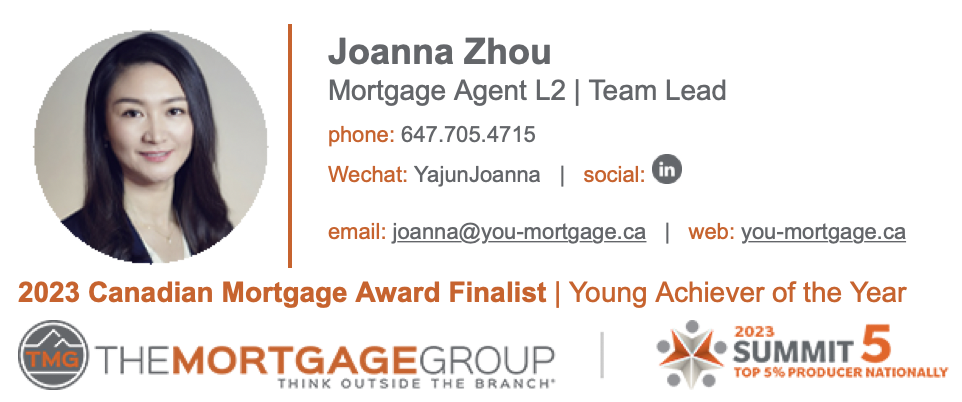 Joanna Zhou
Mortgage Agent L2 | Team Lead
phone: 647.705.4715
Wechat: YajunJoanna | social: in
email: joanna@you-mortgage.ca | web: you-mortgage.ca
2023 Canadian Mortgage Award Finalist | Young Achiever of the Year
TMG THEMORTGAGEGROUP
THINK OUTSIDE THE BRANCH®
2023
SUMMIT 5
TOP 5% PRODUCER NATIONALLY